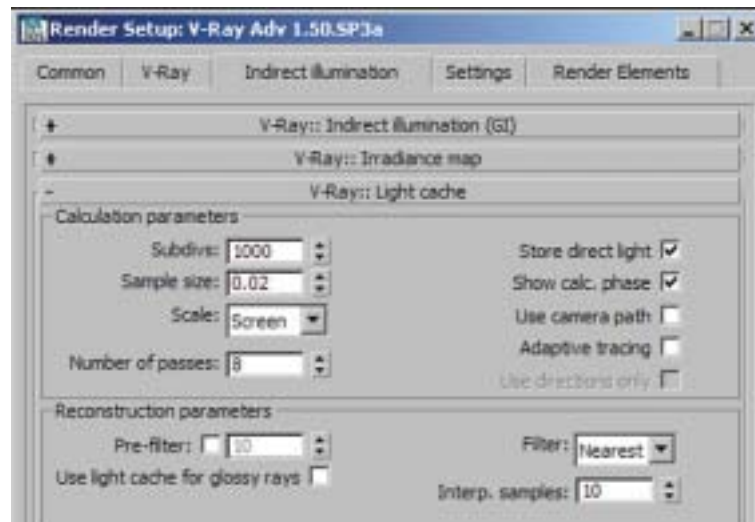 Render Setup: V-Ray Adv 1.50.SP3a
Common V-Ray Indirect illumination Settings Render Elements
+ V-Ray:: Indirect illumination (GI)
+ V-Ray:: Irradiance map
- V-Ray:: Light cache
Calculation parameters
Subdivs: 1000 Store direct light
Sample size: 0.02 Show calc. phase
Scale: Screen Use camera path
Adaptive tracing
Number of passes: 8
Use directions only
Reconstruction parameters
Pre-filter: 10 Filter: Nearest
Use light cache for glossy rays
Interp. samples: 10